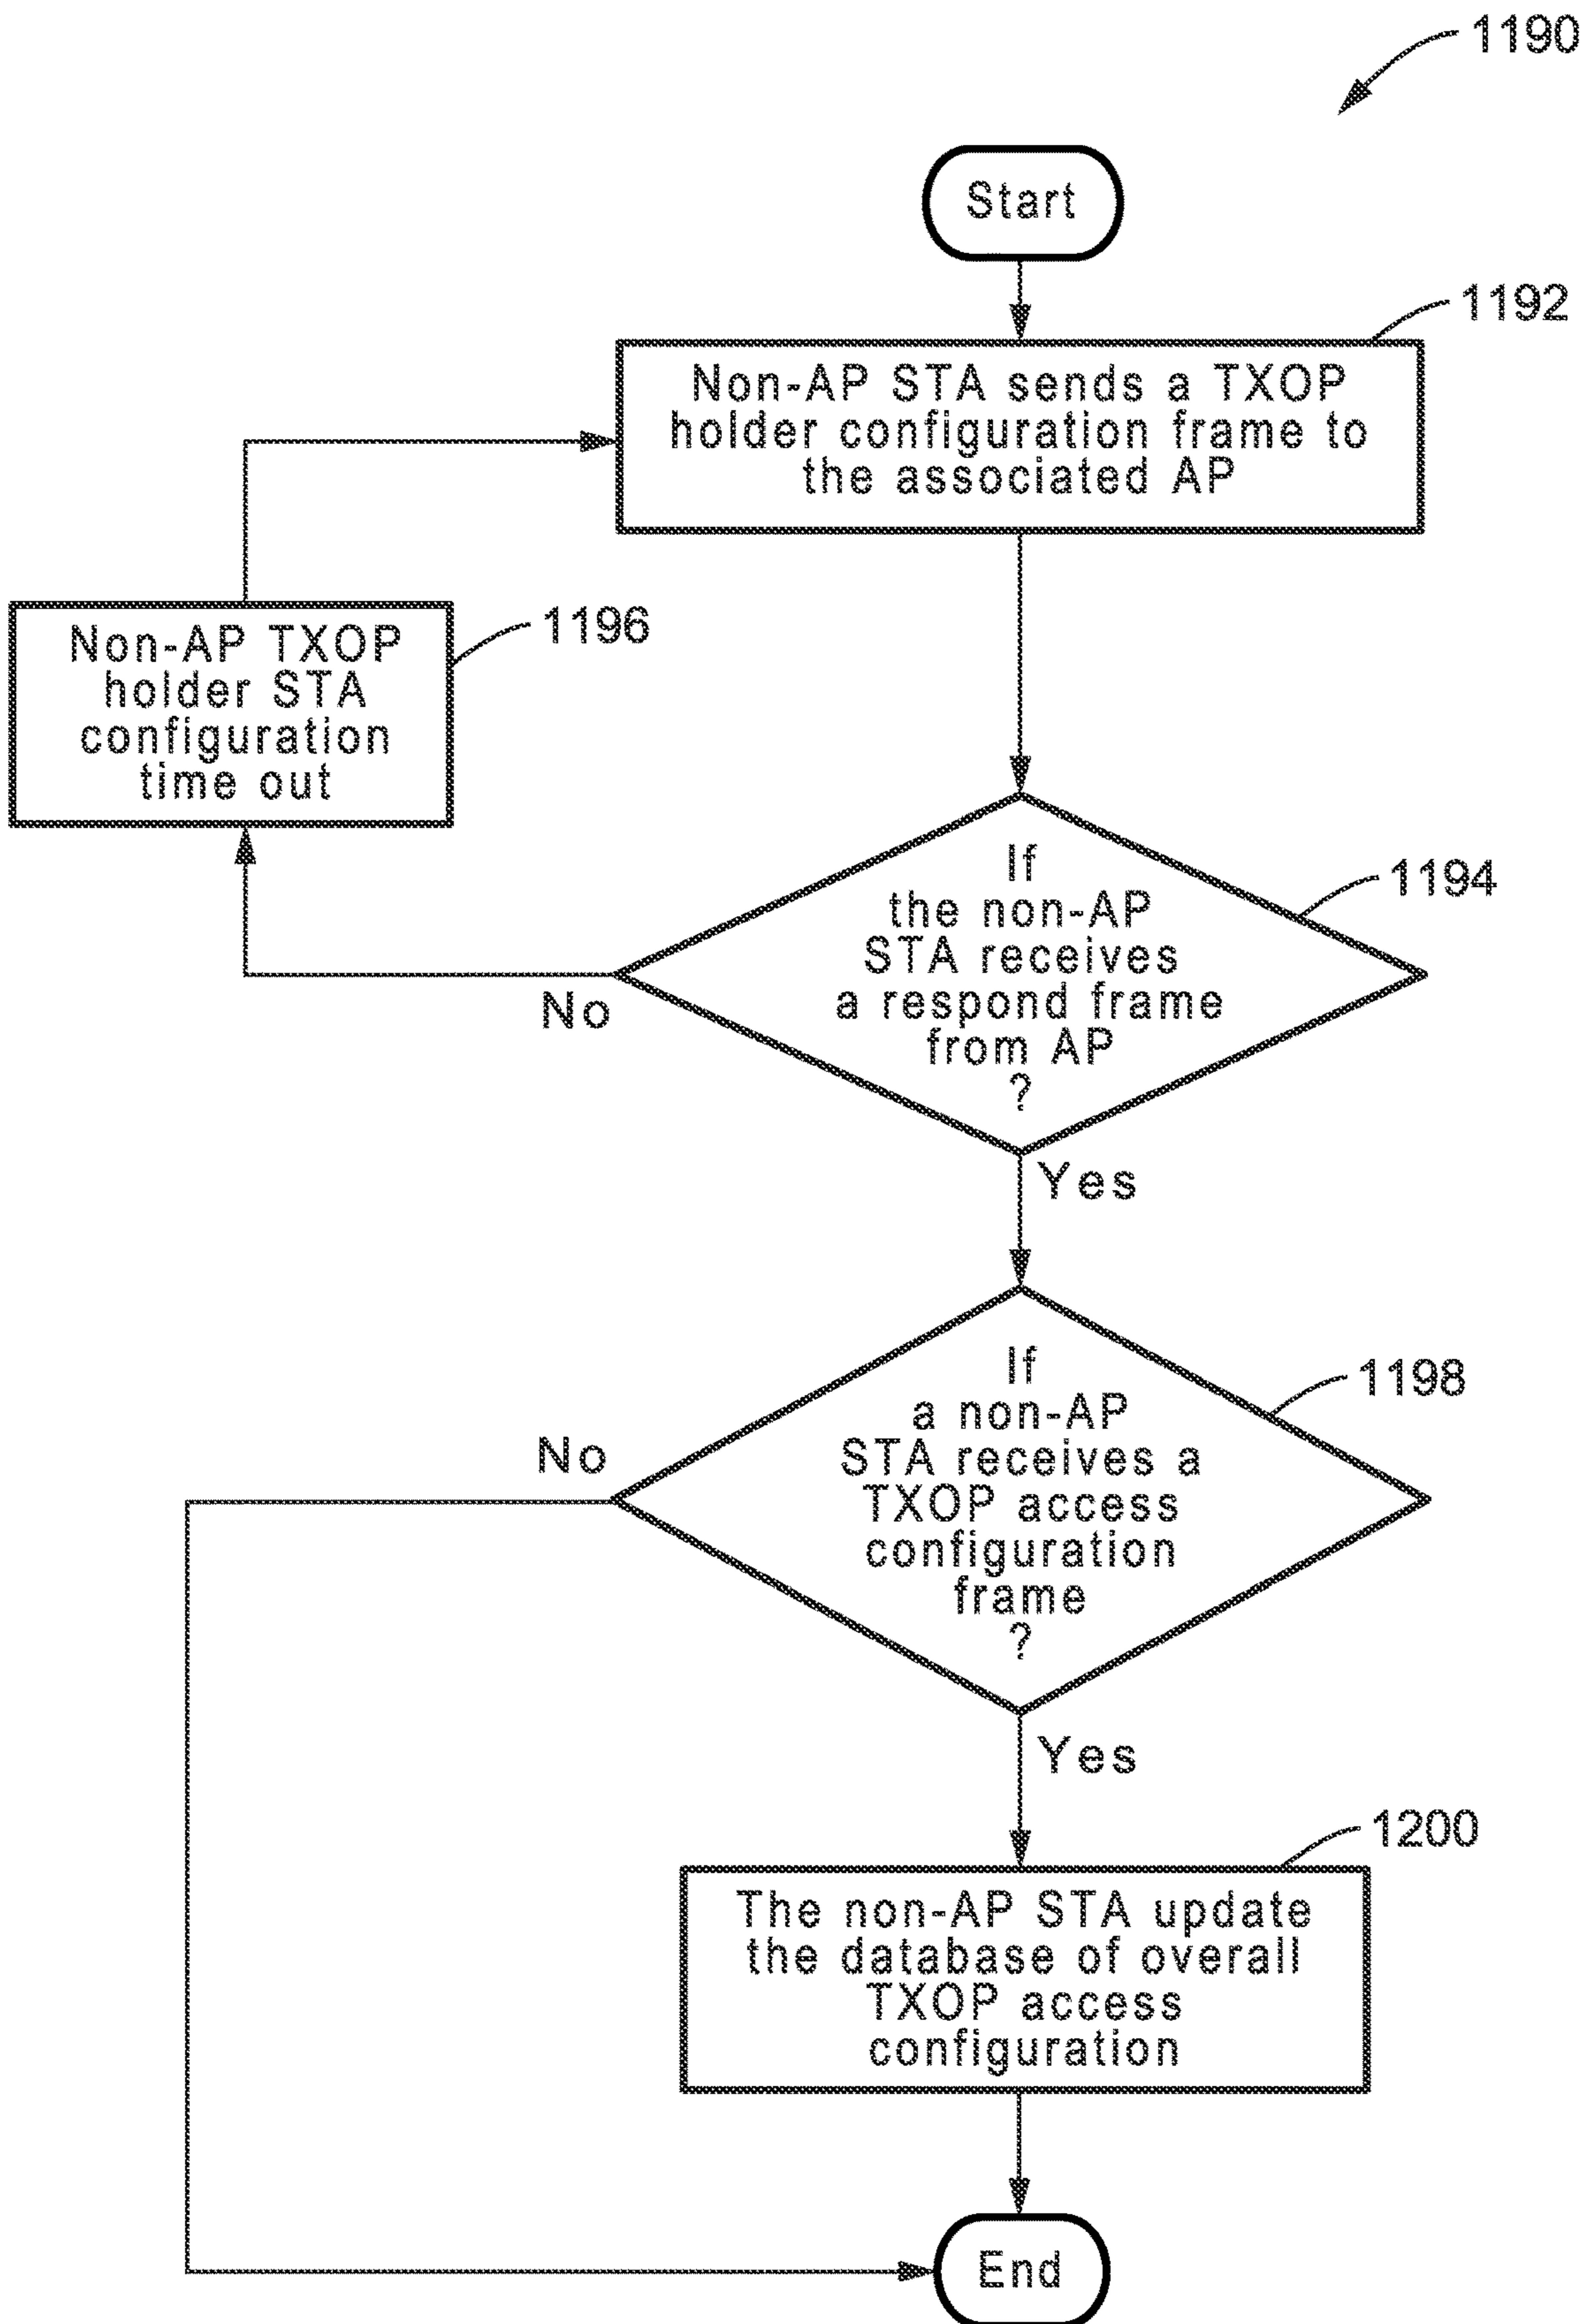 1190
Start
1192
Non-AP STA sends a TXOP
holder configuration frame to
the associated AP
1196
Non-AP TXOP
holder STA
configuration
time out
1194
If
the non-AP
STA receives
a respond frame
from AP
?
No
Yes
1198
If
a non-AP
STA receives a
TXOP access
configuration
frame
?
No
Yes
1200
The non-AP STA update
the database of overall
TXOP access
configuration
End